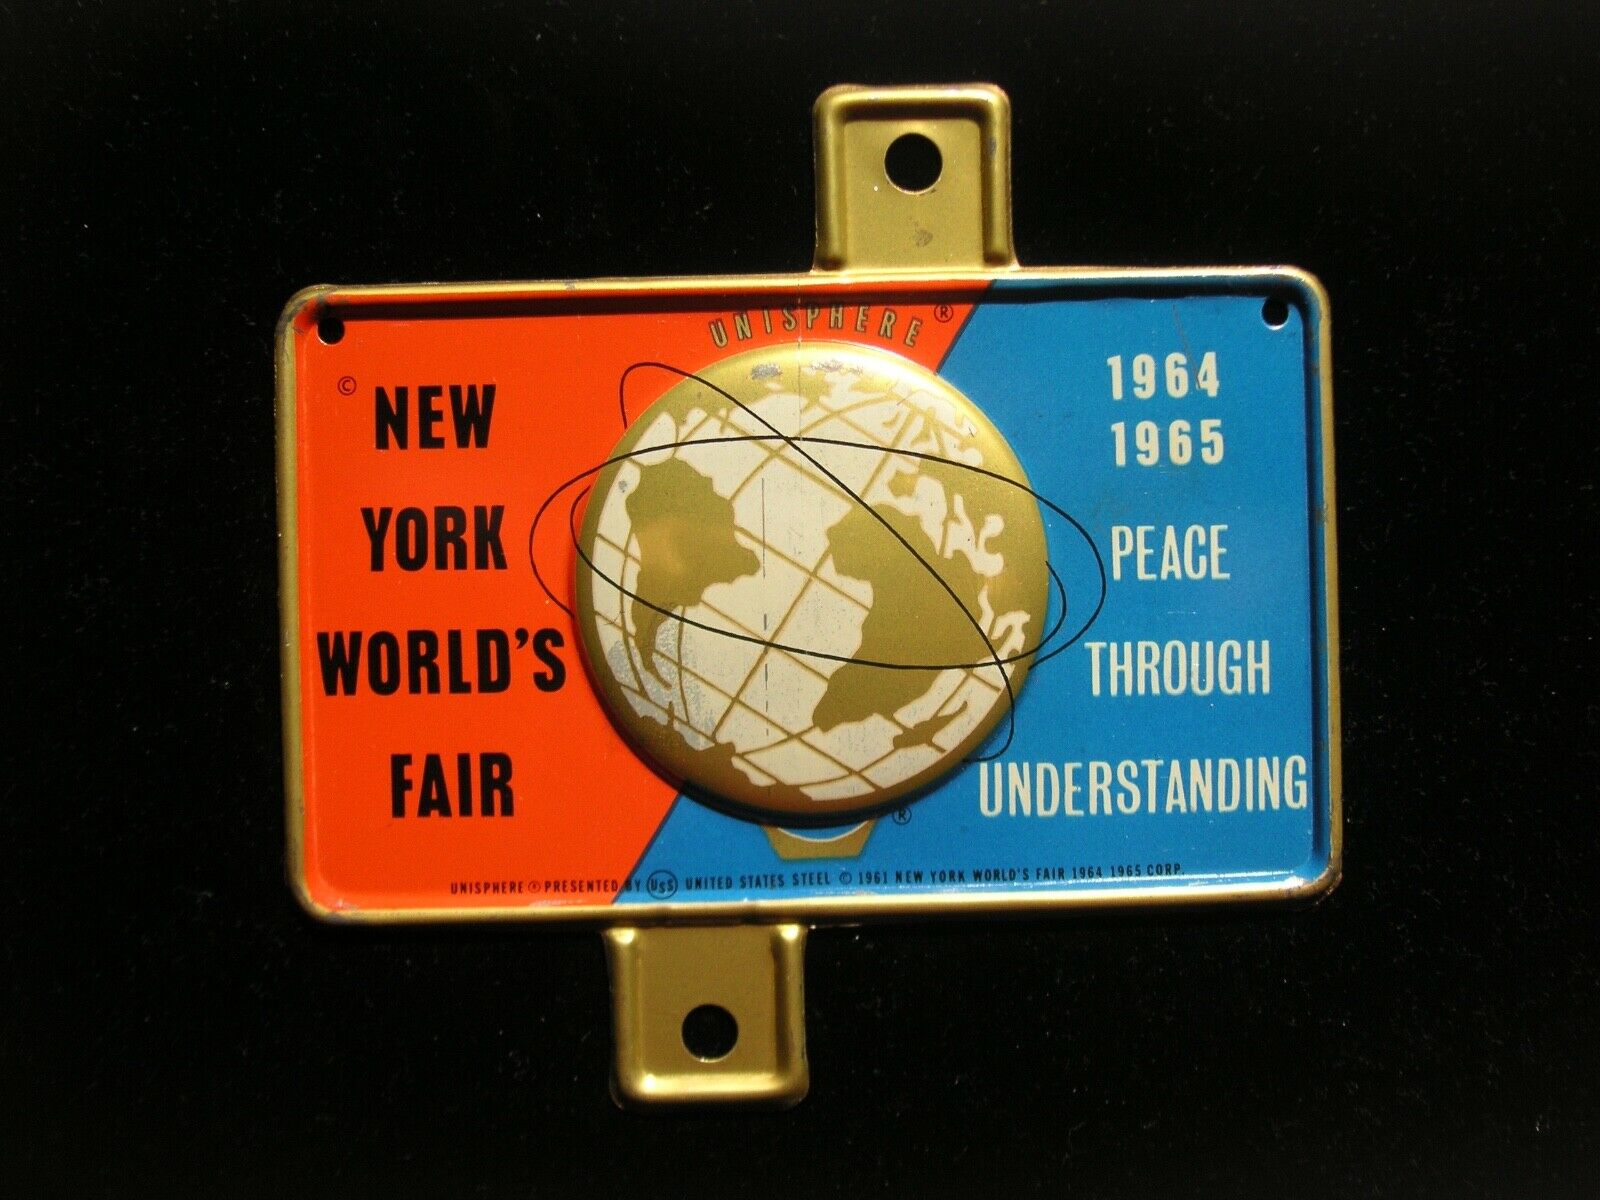 UNISPHERE ®
© NEW
YORK
WORLD'S
FAIR
1964
1965
PEACE
THROUGH
UNDERSTANDING
®
UNISPHERE ® PRESENTED BY USS UNITED STATES STEEL © 1961 NEW YORK WORLD'S FAIR 1964 1965 CORP.